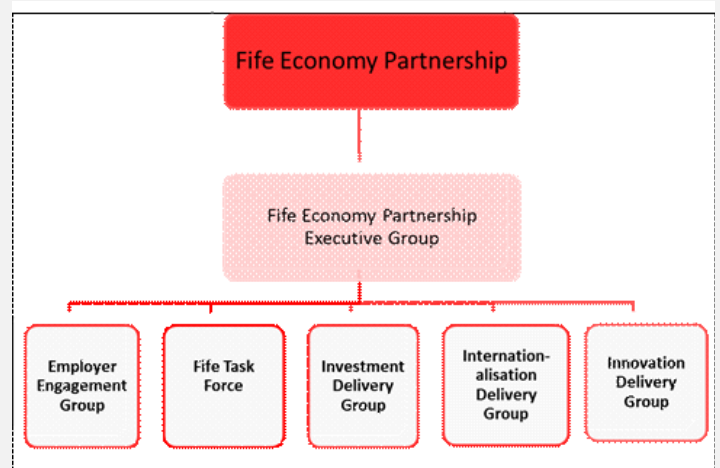 Fife Economy Partnership
Fife Economy Partnership
Executive Group
Employer
Engagement
Group
Fife Task
Force
Investment
Delivery
Group
Internation-
alisation
Delivery
Group
Innovation
Delivery
Group